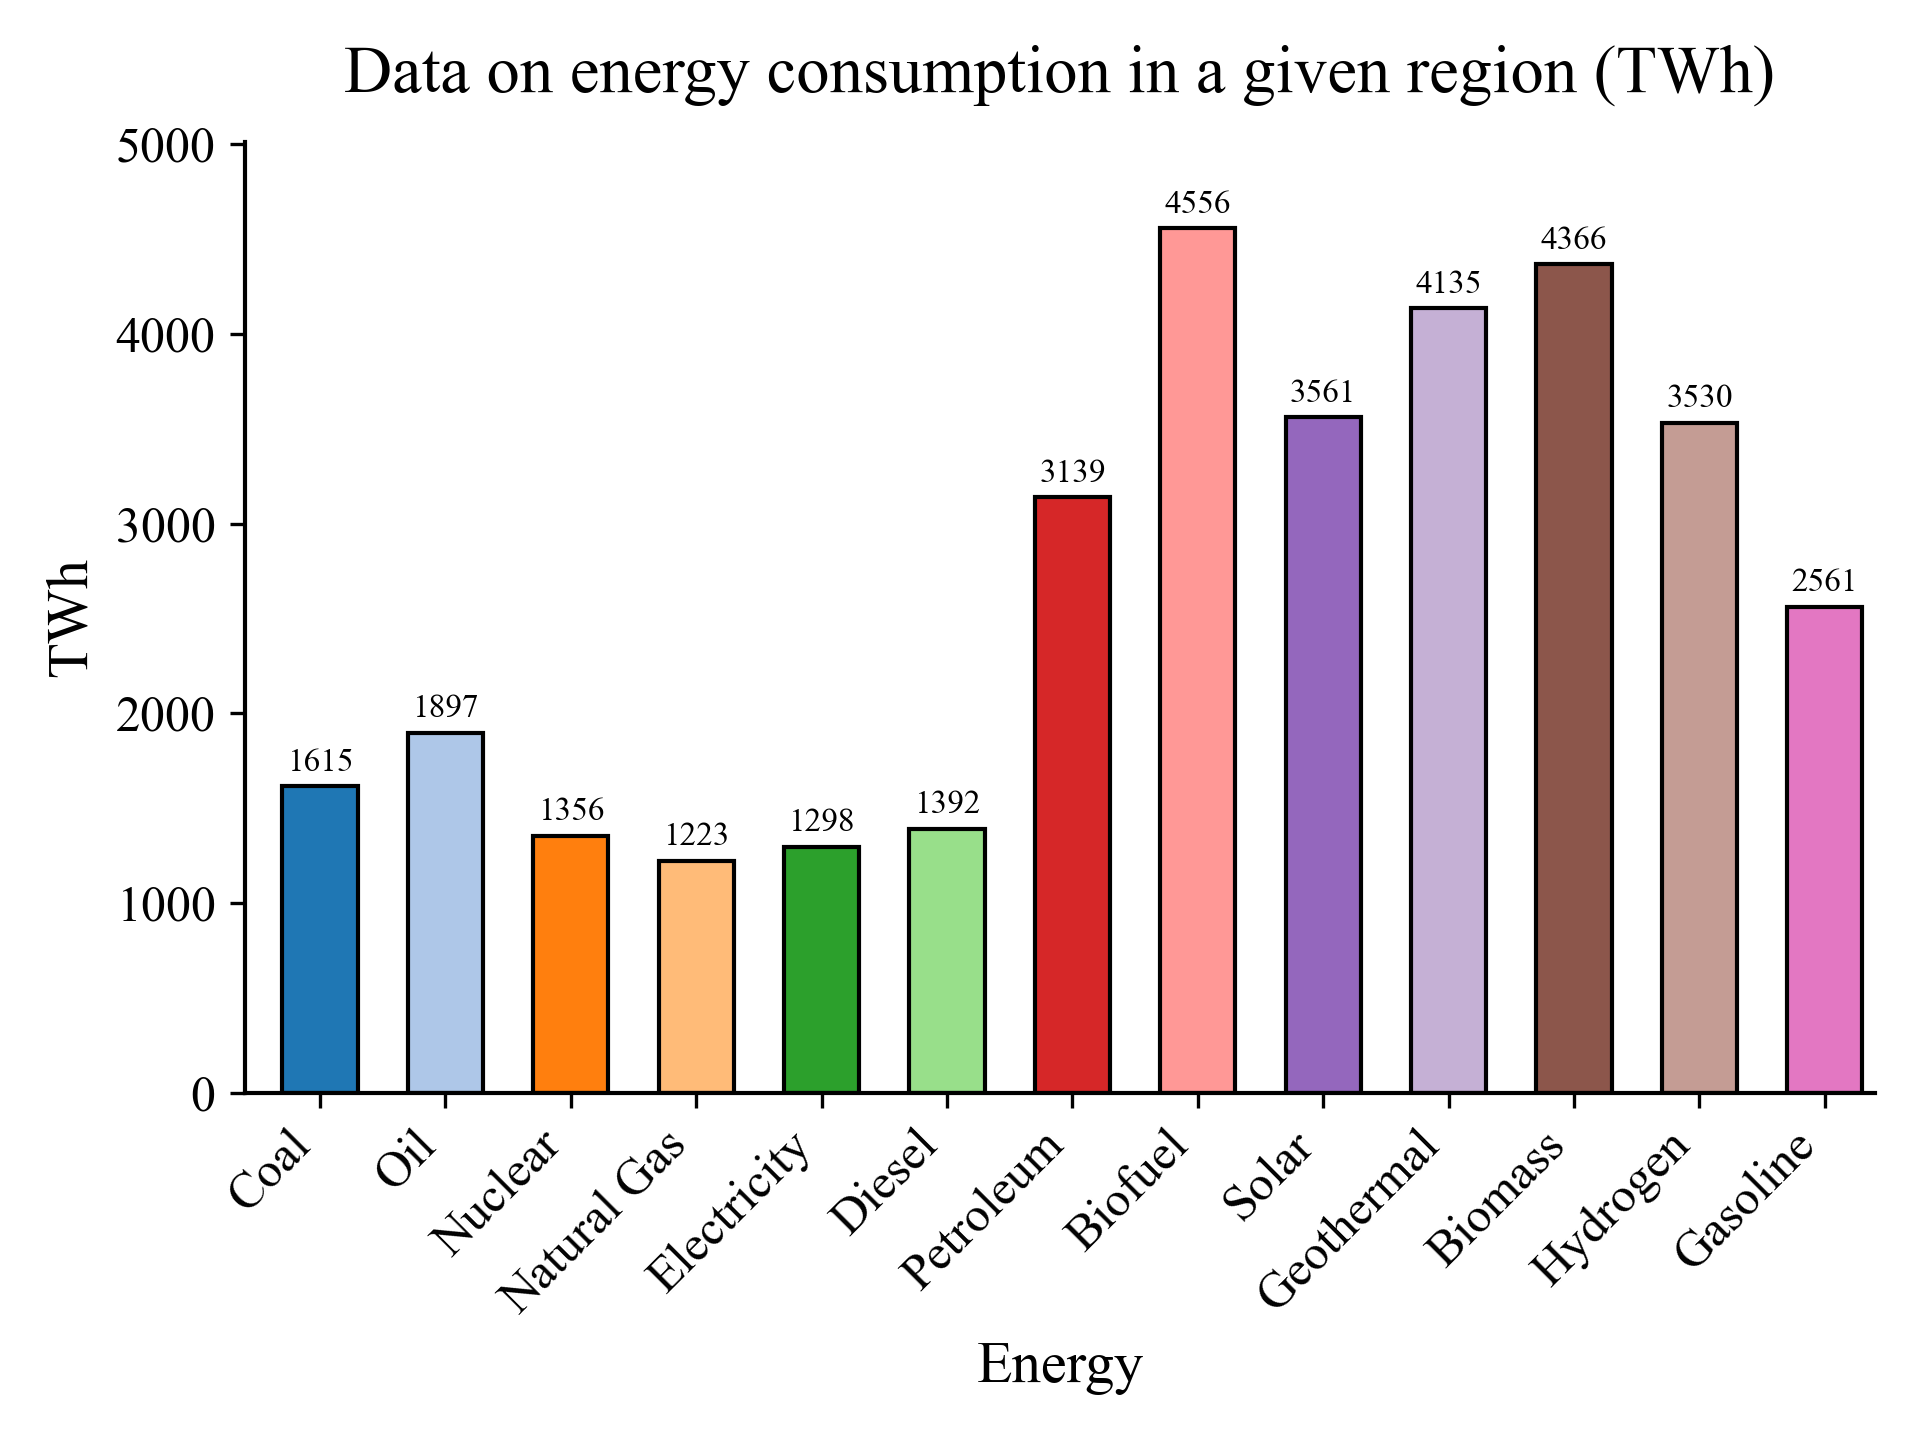 Data on energy consumption in a given region (TWh)
5000
4000
3000
2000
1000
0
TWh
1615
1897
1356
1223
1298
1392
3139
4556
3561
4135
4366
3530
2561
Coal
Oil
Nuclear
Natural Gas
Electricity
Diesel
Petroleum
Biofuel
Solar
Geothermal
Biomass
Hydrogen
Gasoline
Energy